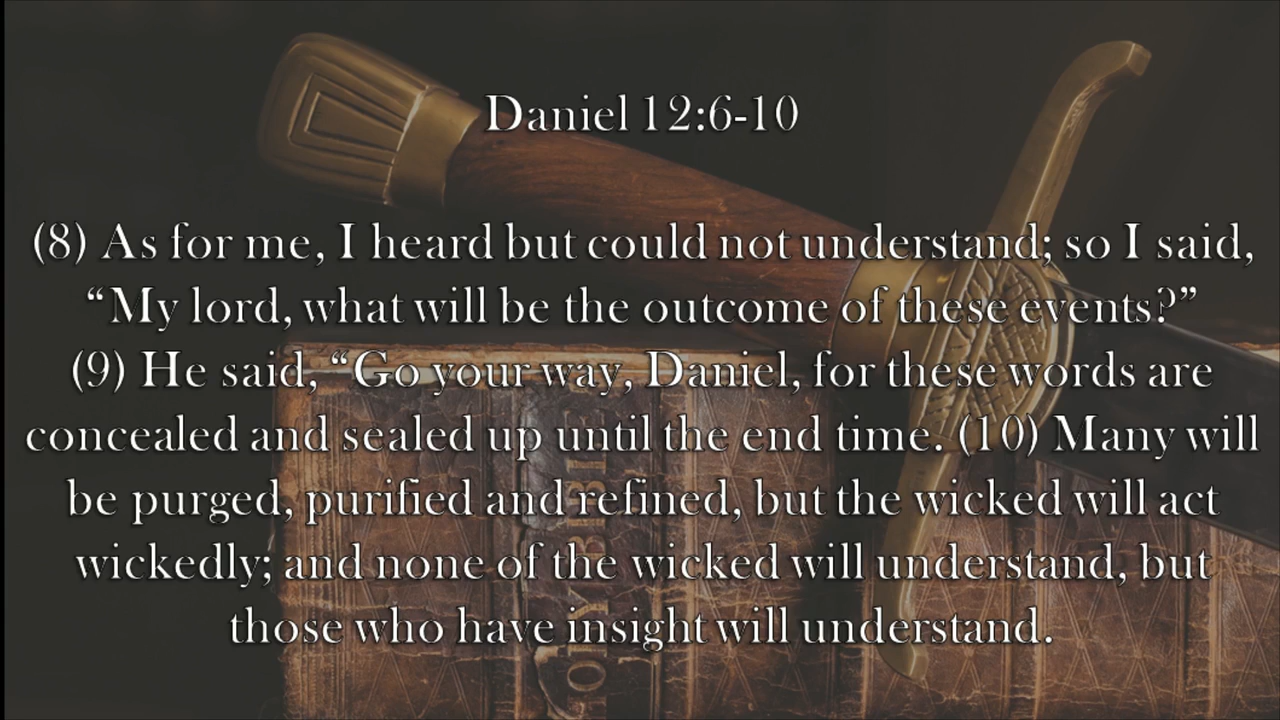 Daniel 12:6-10
(8) As for me, I heard but could not understand; so I said,
“My lord, what will be the outcome of these events?”
(9) He said, “Go your way, Daniel, for these words are
concealed and sealed up until the end time. (10) Many will
be purged, purified and refined, but the wicked will act
wickedly; and none of the wicked will understand, but
those who have insight will understand.
HOLY BIBLE